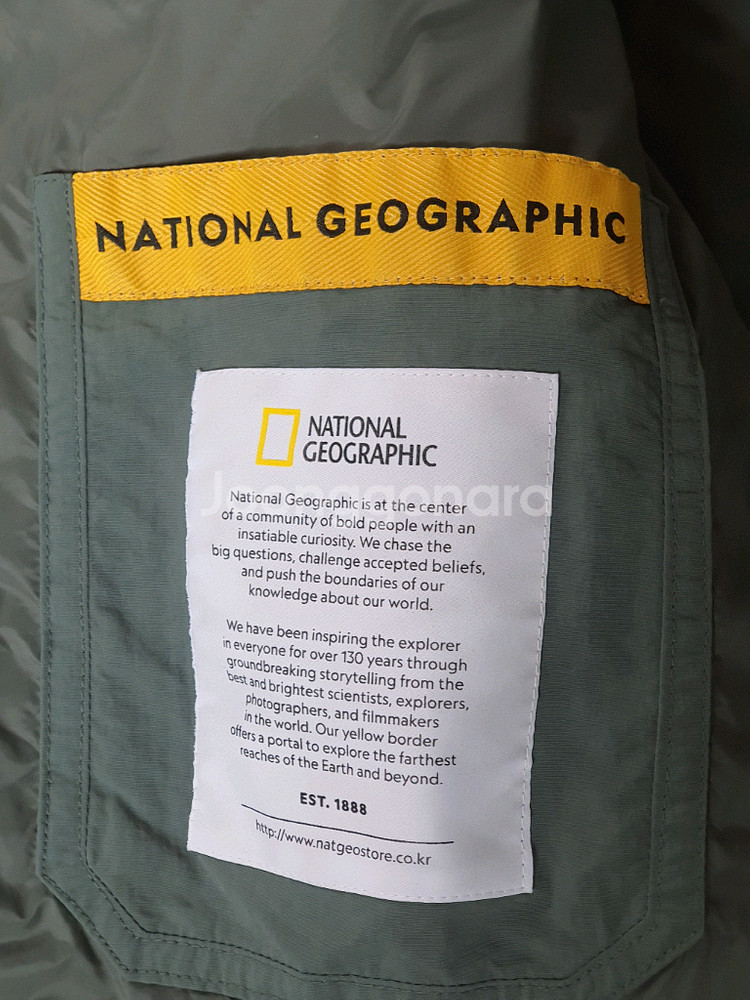 NATIONAL GEOGRAPHIC
NATIONAL
GEOGRAPHIC
Joonggonara
National Geographic is at the center
of a community of bold people with an
insatiable curiosity. We chase the
big questions, challenge accepted beliefs,
and push the boundaries of our
knowledge about our world.
We have been inspiring the explorer
in everyone for over 130 years through
groundbreaking storytelling from the
best and brightest scientists, explorers,
photographers, and filmmakers
in the world. Our yellow border
offers a portal to explore the farthest
reaches of the Earth and beyond.
EST. 1888
http://www.natgeostore.co.kr